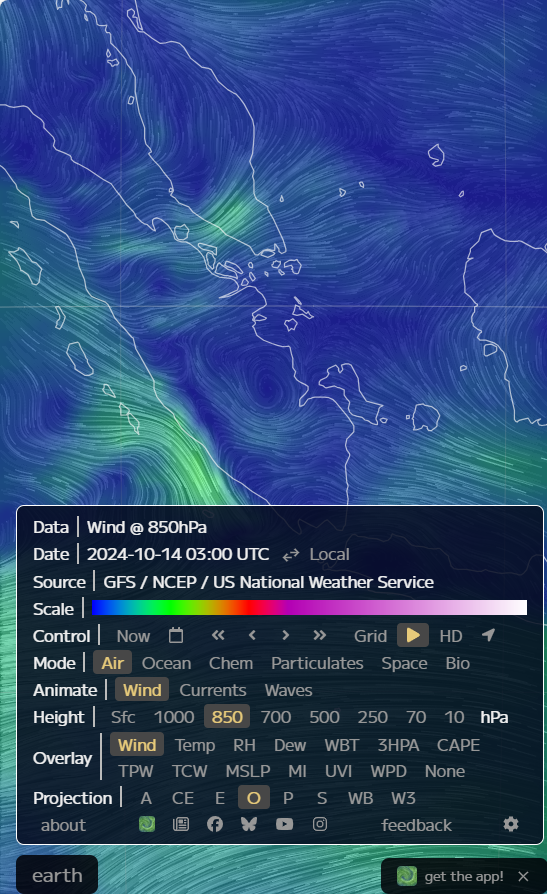 Data | Wind @ 850hPa
Date | 2024-10-14 03:00 UTC ⇄ Local
Source | GFS / NCEP / US National Weather Service
Scale |
Control | Now Grid HD
Mode | Air Ocean Chem Particulates Space Bio
Animate | Wind Currents Waves
Height | Sfc 1000 850 700 500 250 70 10 hPa
Overlay | Wind Temp RH Dew WBT 3HPA CAPE
TPW TCW MSLP MI UVI WPD None
Projection | A CE E O P S WB W3
about feedback
earth
get the app! ×